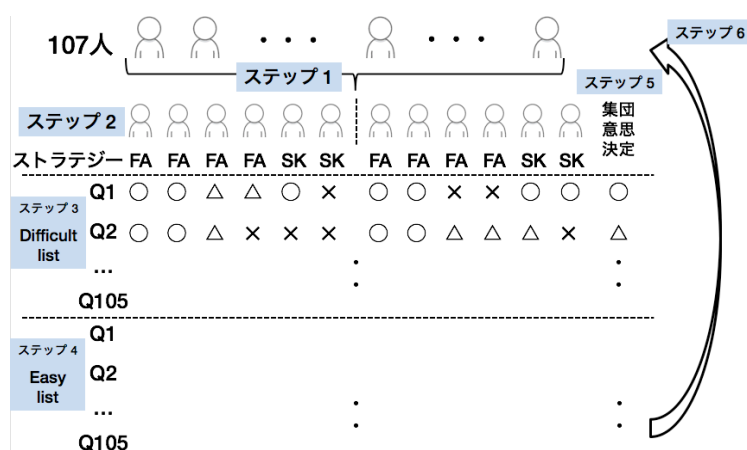 ステップ 6
107人
・・・ ・・・
ステップ 1
ステップ 5
ステップ 2
集団
意思
決定
ストラテジー FA FA FA FA SK SK FA FA FA FA SK SK
Q1 ○ ○ △ △ ○ × ○ ○ × × ○ ○ ○
ステップ 3
Difficult
list
Q2 ○ ○ △ × × × ○ ○ △ △ △ × △
...
Q105
Q1
ステップ 4
Easy
list
Q2
...
Q105